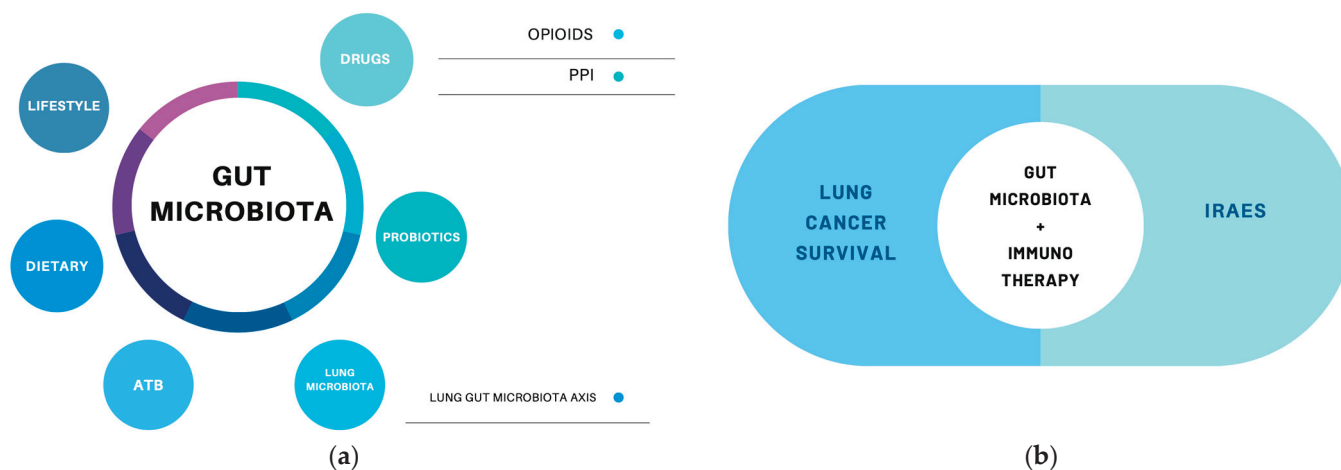 OPIOIDS
DRUGS
PPI
LIFESTYLE
GUT
MICROBIOTA
PROBIOTICS
DIETARY
ATB
LUNG
MICROBIOTA
LUNG GUT MICROBIOTA AXIS
(a)
LUNG
CANCER
SURVIVAL
GUT
MICROBIOTA
+
IMMUNO
THERAPY
IRAES
(b)